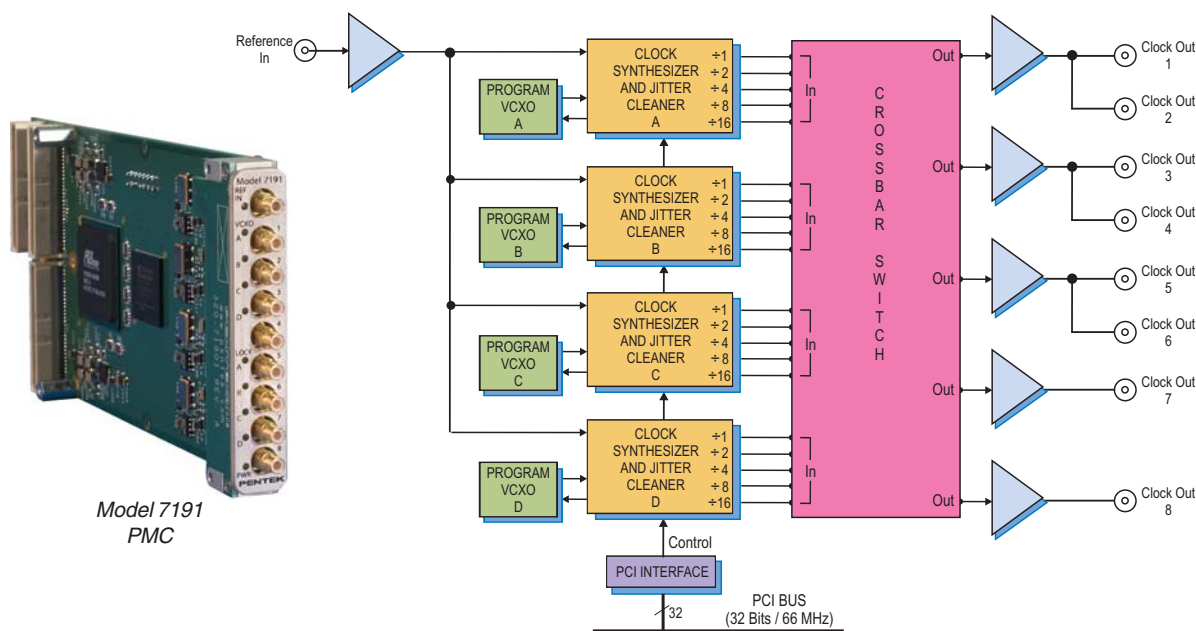 Reference
In
PROGRAM
VCXO
A
CLOCK
SYNTHESIZER
AND JITTER
CLEANER
A
÷1
÷2
÷4
÷8
÷16
In
PROGRAM
VCXO
B
CLOCK
SYNTHESIZER
AND JITTER
CLEANER
B
÷1
÷2
÷4
÷8
÷16
In
PROGRAM
VCXO
C
CLOCK
SYNTHESIZER
AND JITTER
CLEANER
C
÷1
÷2
÷4
÷8
÷16
In
PROGRAM
VCXO
D
CLOCK
SYNTHESIZER
AND JITTER
CLEANER
D
÷1
÷2
÷4
÷8
÷16
In
CROSSBAR SWITCH
Out
Clock Out
1
Clock Out
2
Out
Clock Out
3
Clock Out
4
Out
Clock Out
5
Clock Out
6
Out
Clock Out
7
Out
Clock Out
8
Control
PCI INTERFACE
32
PCI BUS
(32 Bits / 66 MHz)
Model 7191
REF
IN
VCXO
A
B
C
D
LOCK
A
C
D
PWR
PENTEK
Model 7191
PMC